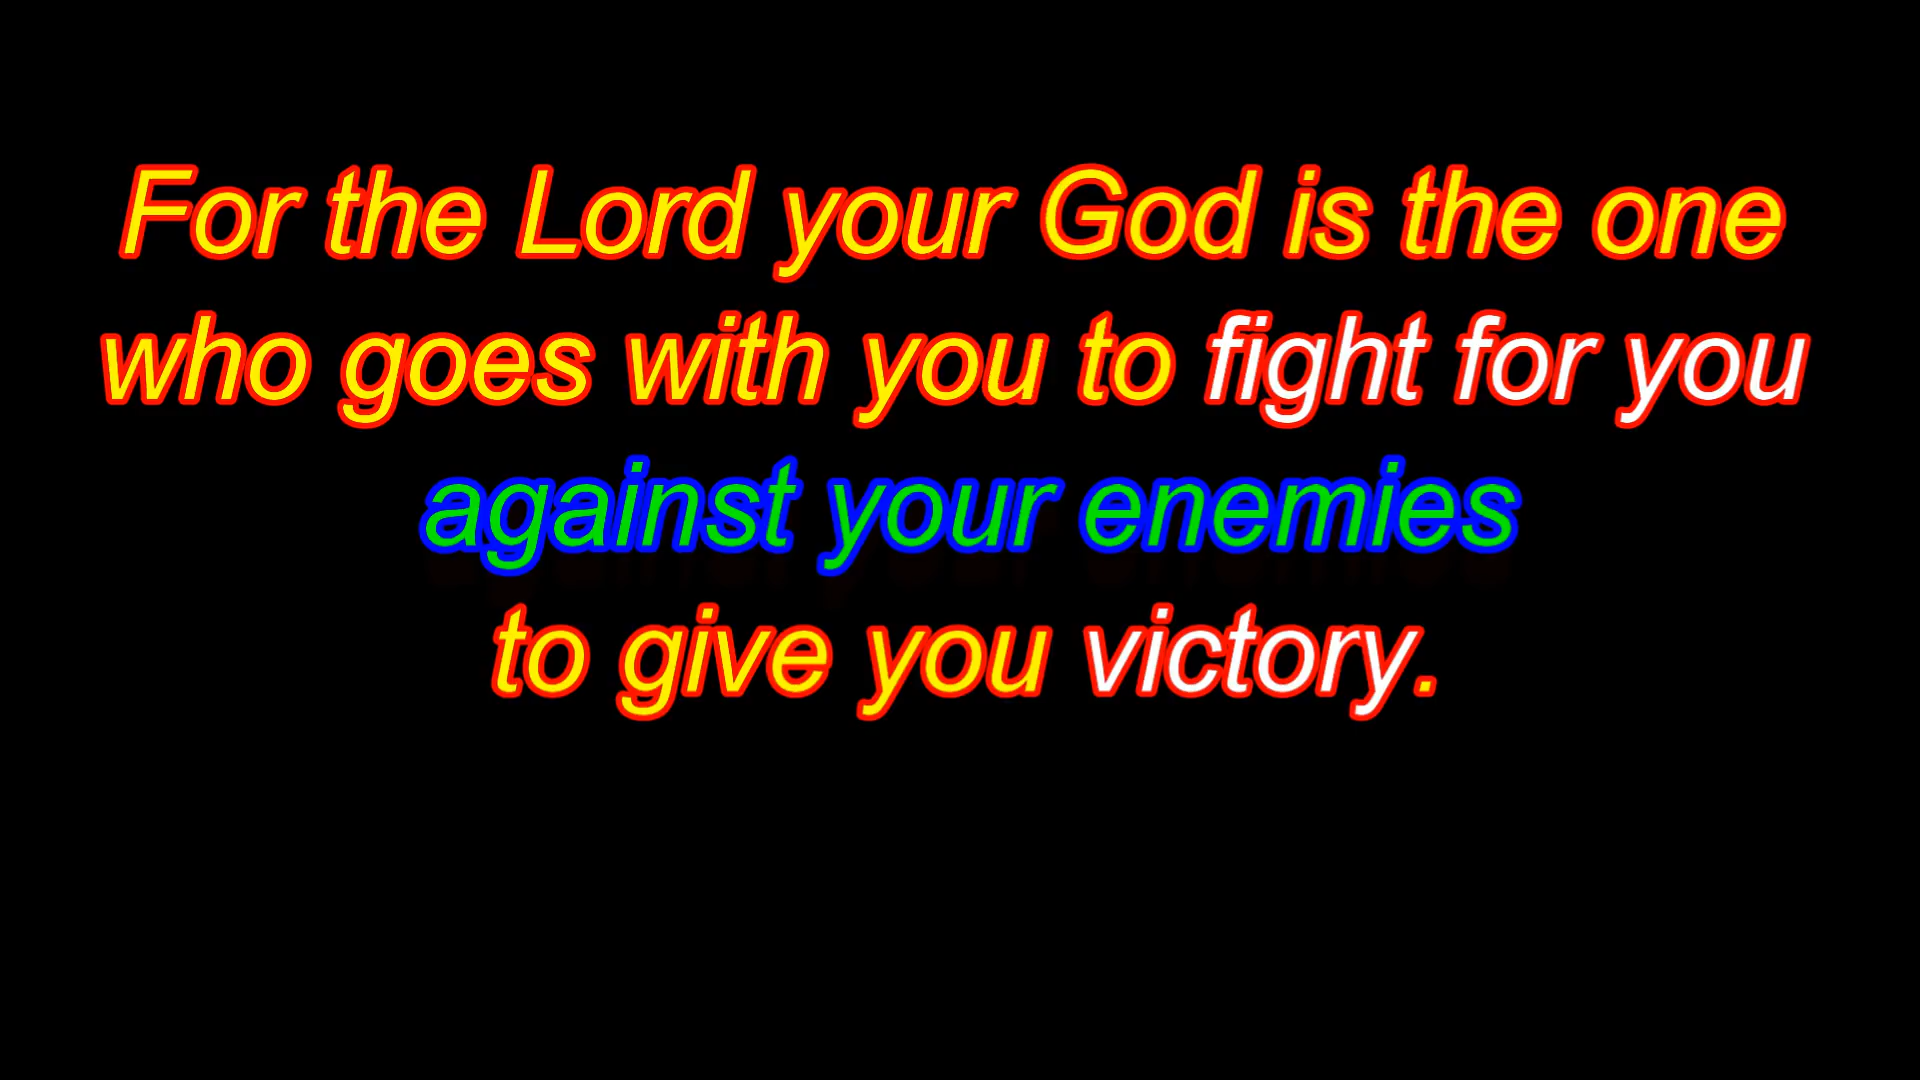 For the Lord your God is the one
who goes with you to fight for you
against your enemies
to give you victory.